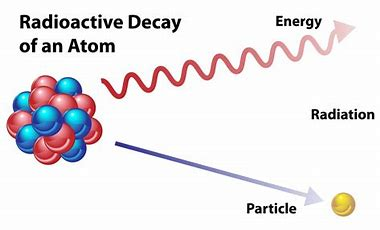 Radioactive Decay
of an Atom
Energy
Radiation
Particle